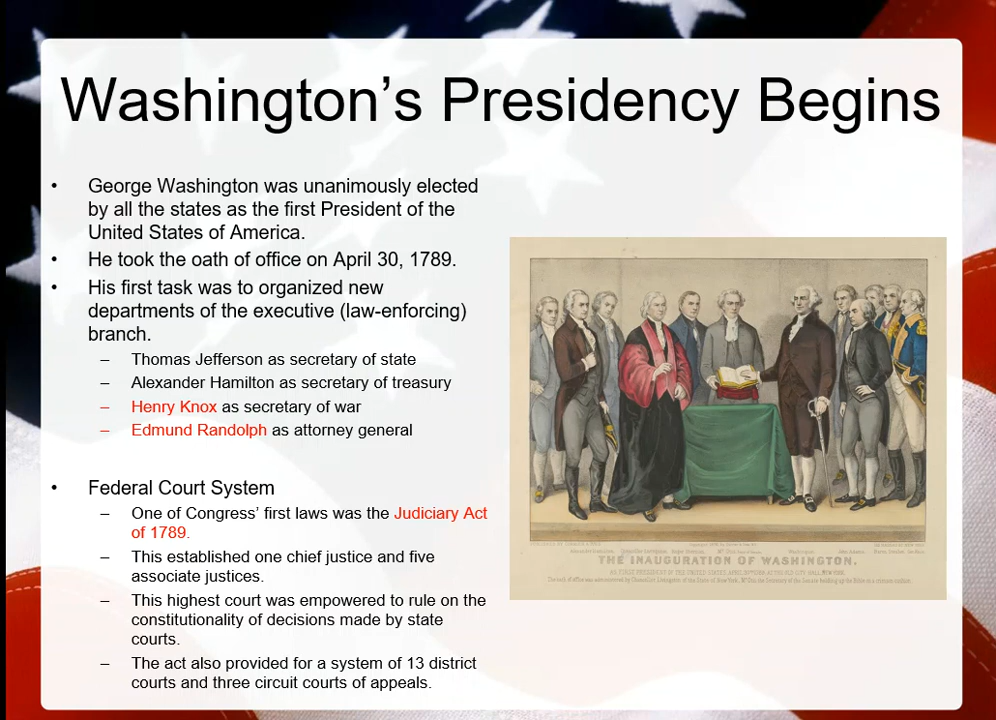 Washington’s Presidency Begins
• George Washington was unanimously elected
by all the states as the first President of the
United States of America.
• He took the oath of office on April 30, 1789.
• His first task was to organized new
departments of the executive (law-enforcing)
branch.
– Thomas Jefferson as secretary of state
– Alexander Hamilton as secretary of treasury
– Henry Knox as secretary of war
– Edmund Randolph as attorney general
• Federal Court System
– One of Congress’ first laws was the Judiciary Act
of 1789.
– This established one chief justice and five
associate justices.
– This highest court was empowered to rule on the
constitutionality of decisions made by state
courts.
– The act also provided for a system of 13 district
courts and three circuit courts of appeals.
THE INAUGURATION OF WASHINGTON.